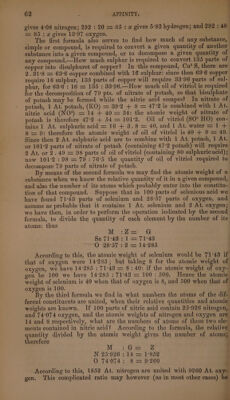 62 AFFINITY.
gives 4·08 nitrogen; 292 : 20 = 85 : x gives 5·82 hydrogen; and 292 : 48
= 85 : x gives 13·97 oxygen.
The first formula also serves to find how much of any substance,
simple or compound, is required to convert a given quantity of another
substance into a given compound, or to decompose a given quantity of
any compound.—How much sulphur is required to convert 155 parts of
copper into disulphuret of copper? In this compound, Cu²S, there are
2 . 31·8 = 63·6 copper combined with 16 sulphur: since then 63·6 copper
require 16 sulphur, 155 parts of copper will require 38·96 parts of sul-
phur, for 63·6 : 16 = 155 : 38·96.—How much oil of vitriol is required
for the decomposition of 79 pts. of nitrate of potash, so that bisulphate
of potash may be formed while the nitric acid escapes? In nitrate of
potash, 1 At. potash, (KO) = 39·2 + 8 = 47·2 is combined with 1 At.
nitric acid (NO⁵) = 14 + 40 = 54: the atomic weight of nitrate of
potash is therefore 47·2 + 54 = 101·2. Oil of vitriol (SO³ HO) con-
tains 1 At. sulphuric acid = 16 + 3 . 8 = 40, and 1 At. water = 1 +
8 = 9: therefore the atomic weight of oil of vitriol is 40 + 9 = 49.
Since then 2 At. sulphuric acid are to combine with 1 At. potash, 1 At.
or 101·2 parts of nitrate of potash (containing 47·2 potash) will require
2 At. or 2 . 49 = 98 parts of oil of vitriol (containing 80 sulphuric acid);
now 101·2 : 98 = 79 : 76·5 the quantity of oil of vitriol required to
decompose 79 parts of nitrate of potash.
By means of the second formula we may find the atomic weight of a
substance when we know the relative quantity of it in a given compound,
and also the number of its atoms which probably enter into the constitu-
tion of that compound. Suppose that in 100 parts of selenious acid we
have found 71·43 parts of selenium and 28·57 parts of oxygen, and
assume as probable that it contains 1 At. selenium and 2 At. oxygen;
we have then, in order to perform the operation indicated by the second
formula, to divide the quantity of each element by the number of its
atoms: thus
M : Z = G
Se 71·43 : 1 = 71·43
O 28·57 : 2 = 14·283
According to this, the atomic weight of selenium would be 71·43 if
that of oxygen were 14·283; but taking 8 for the atomic weight of
oxygen, we have 14·283 : 71·43 = 8 : 40: if the atomic weight of oxy-
gen be 100 we have 14·283 : 71·43 = 100 : 500. Hence the atomic
weight of selenium is 40 when that of oxygen is 8, and 500 when that of
oxygen is 100.
By the third formula we find in what numbers the atoms of the dif-
ferent constituents are united, when their relative quantities and atomic
weights are known. If 100 parts of nitric acid contain 25·926 nitrogen,
and 74·074 oxygen, and the atomic weights of nitrogen and oxygen are
14 and 8 respectively, what are the numbers of atoms of these two ele-
ments contained in nitric acid? According to the formula, the relative
quantity divided by the atomic weight gives the number of atoms;
therefore
M : G = Z
N 25·926 : 14 = 1·852
O 74·074 : 8 = 9·260
According to this, 1852 At. nitrogen are united with 9260 At. oxy-
gen. This complicated ratio may however (as in most other cases) be